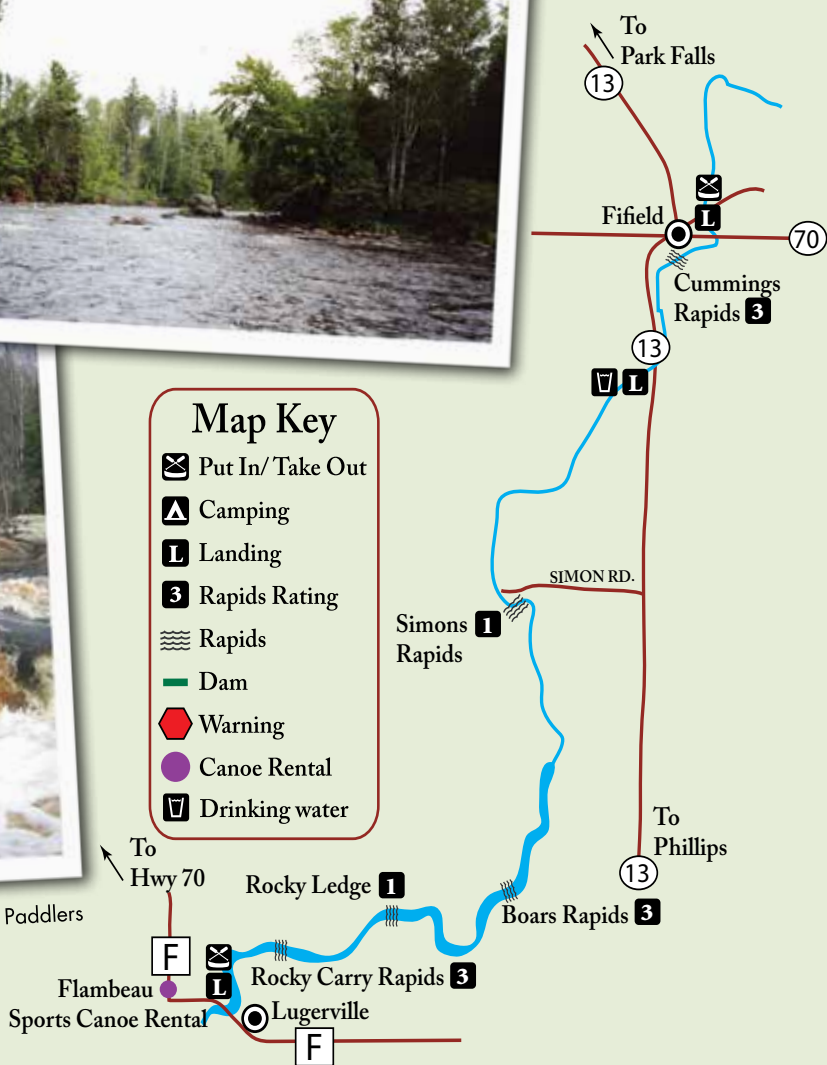 To
Park Falls
13
Fifield
L
70
Cummings
Rapids 3
13
L
Map Key
Put In/ Take Out
Camping
L Landing
3 Rapids Rating
Rapids
Dam
Warning
Canoe Rental
Drinking water
SIMON RD.
Simons 1
Rapids
To
Phillips
13
To
Hwy 70
Rocky Ledge 1
Boars Rapids 3
Paddlers
F
Rocky Carry Rapids 3
L
Flambeau
Sports Canoe Rental
Lugerville
F